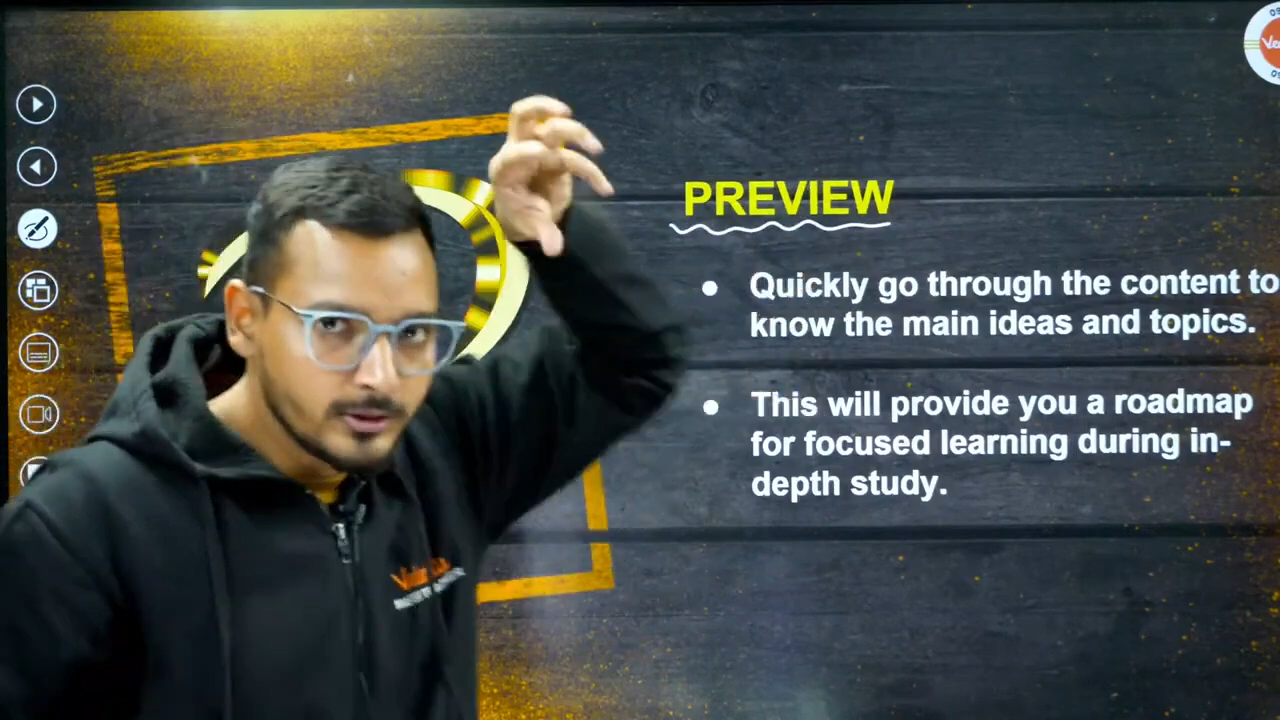 PREVIEW
Quickly go through the content to
know the main ideas and topics.
This will provide you a roadmap
for focused learning during in-
depth study.